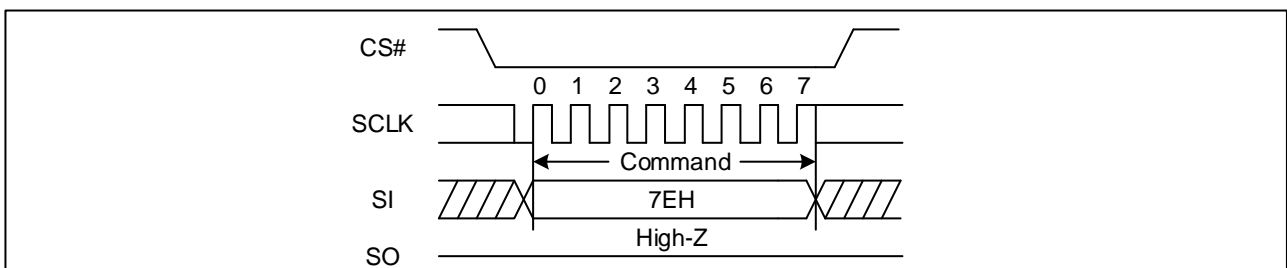 CS#
0 1 2 3 4 5 6 7
SCLK
Command
SI
7EH
High-Z
SO